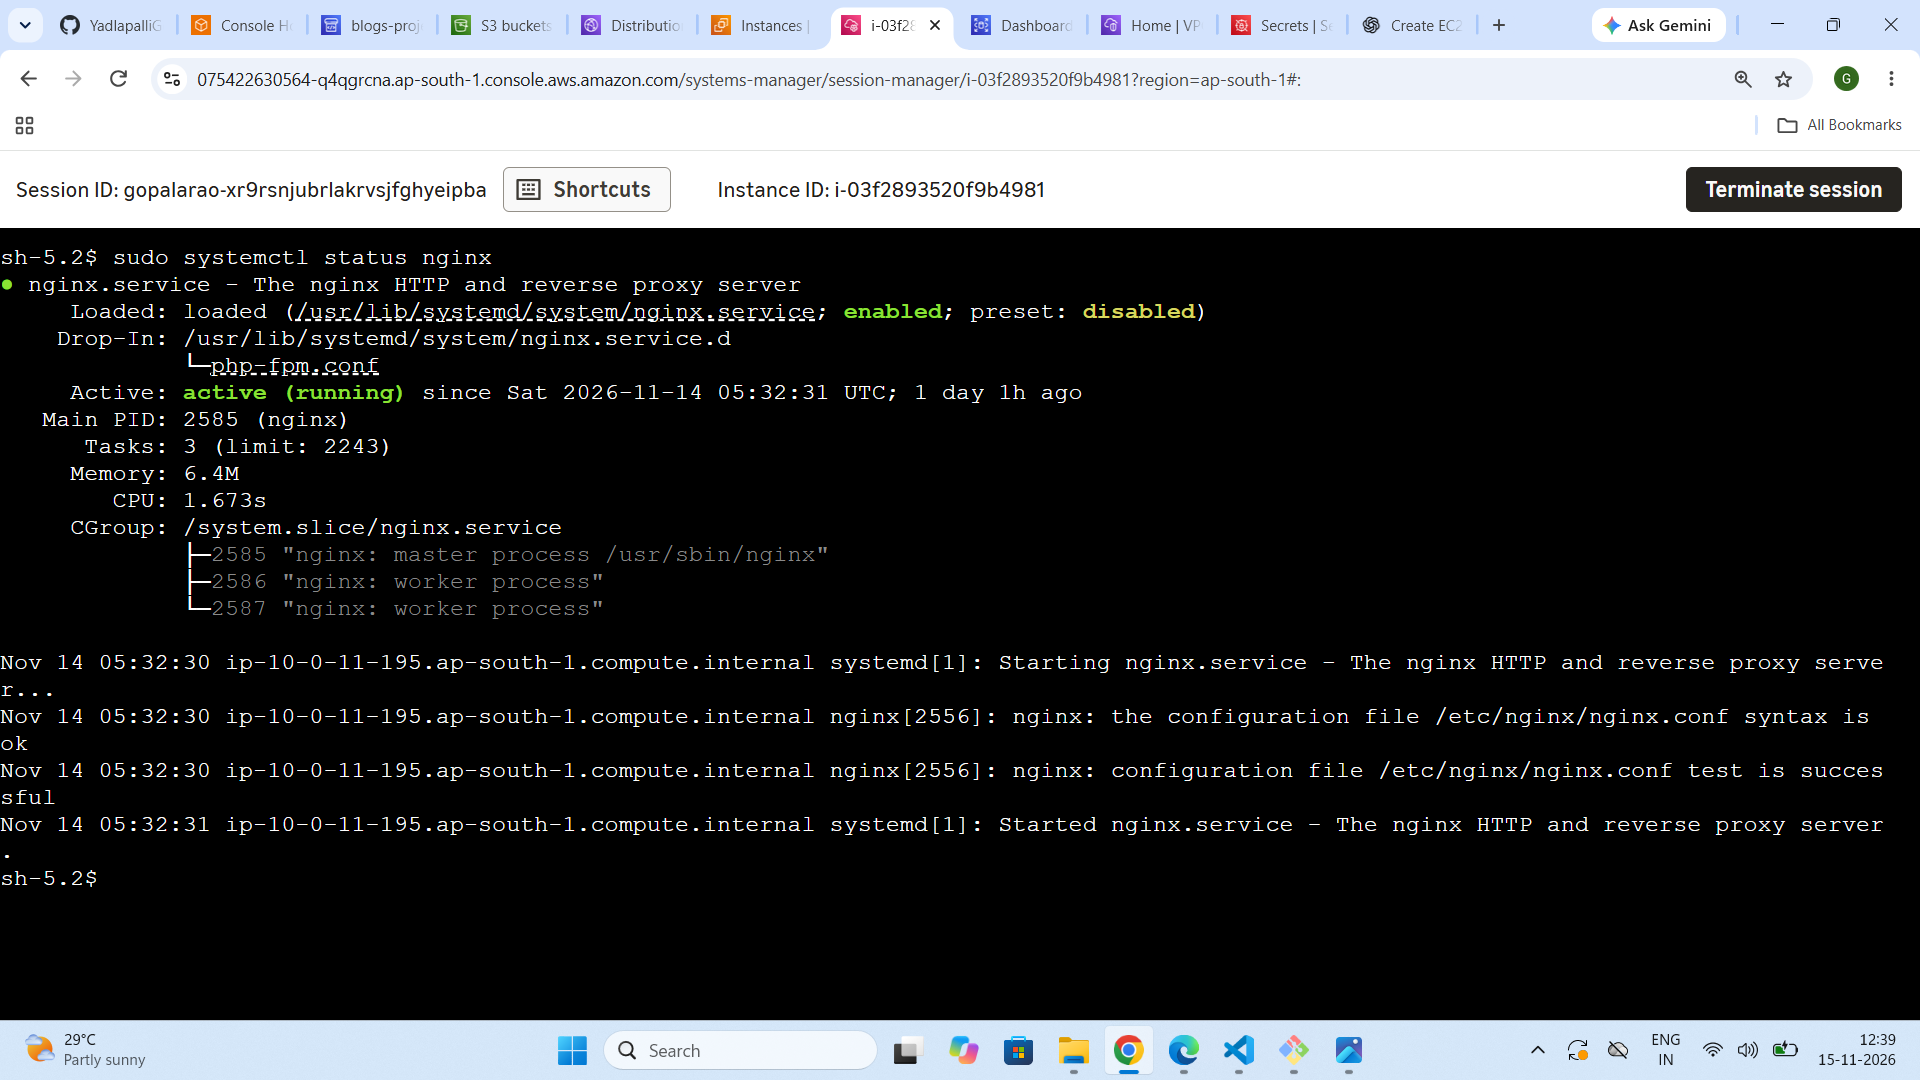 YadlapalliG
Console Ho
blogs-proje
S3 buckets
Distributio
Instances |
i-03f28
Dashboard
Home | VP
Secrets | Se
Create EC2
Ask Gemini
075422630564-q4qgrcna.ap-south-1.console.aws.amazon.com/systems-manager/session-manager/i-03f2893520f9b4981?region=ap-south-1#:
G
All Bookmarks
Session ID: gopalarao-xr9rsnjubrlakrvsjfghyeipba
Shortcuts
Instance ID: i-03f2893520f9b4981
Terminate session
sh-5.2$ sudo systemctl status nginx
● nginx.service - The nginx HTTP and reverse proxy server
Loaded: loaded (/usr/lib/systemd/system/nginx.service; enabled; preset: disabled)
Drop-In: /usr/lib/systemd/system/nginx.service.d
└─php-fpm.conf
Active: active (running) since Sat 2026-11-14 05:32:31 UTC; 1 day 1h ago
Main PID: 2585 (nginx)
Tasks: 3 (limit: 2243)
Memory: 6.4M
CPU: 1.673s
CGroup: /system.slice/nginx.service
├─2585 "nginx: master process /usr/sbin/nginx"
├─2586 "nginx: worker process"
└─2587 "nginx: worker process"
Nov 14 05:32:30 ip-10-0-11-195.ap-south-1.compute.internal systemd[1]: Starting nginx.service - The nginx HTTP and reverse proxy serve
r...
Nov 14 05:32:30 ip-10-0-11-195.ap-south-1.compute.internal nginx[2556]: nginx: the configuration file /etc/nginx/nginx.conf syntax is
ok
Nov 14 05:32:30 ip-10-0-11-195.ap-south-1.compute.internal nginx[2556]: nginx: configuration file /etc/nginx/nginx.conf test is succes
sful
Nov 14 05:32:31 ip-10-0-11-195.ap-south-1.compute.internal systemd[1]: Started nginx.service - The nginx HTTP and reverse proxy server
.
sh-5.2$
29°C
Partly sunny
Search
ENG
IN
12:39
15-11-2026